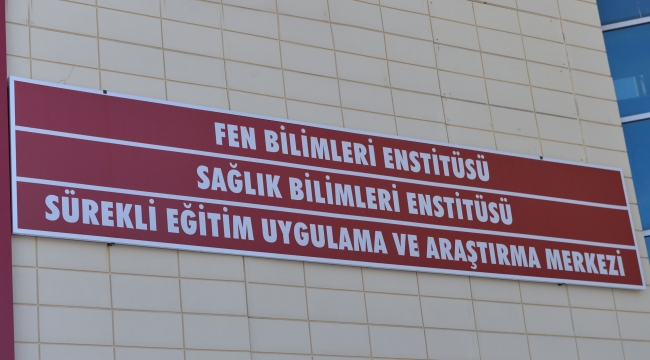 FEN BİLİMLERİ ENSTİTÜSÜ
SAĞLIK BİLİMLERİ ENSTİTÜSÜ
SÜREKLİ EĞİTİM UYGULAMA VE ARAŞTIRMA MERKEZİ